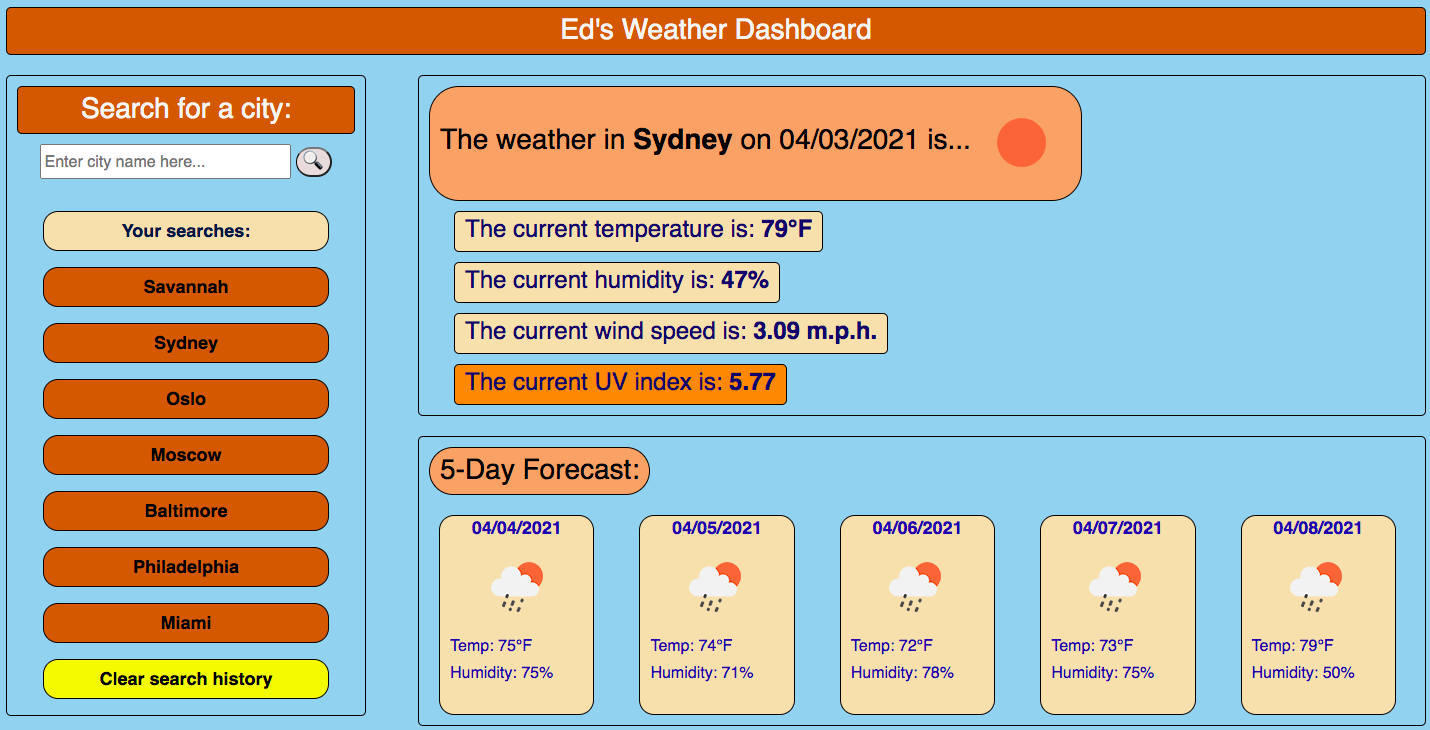 Ed's Weather Dashboard
Search for a city:
Enter city name here...
Your searches:
Savannah
Sydney
Oslo
Moscow
Baltimore
Philadelphia
Miami
Clear search history
The weather in Sydney on 04/03/2021 is...
The current temperature is: 79°F
The current humidity is: 47%
The current wind speed is: 3.09 m.p.h.
The current UV index is: 5.77
5-Day Forecast:
04/04/2021
Temp: 75°F
Humidity: 75%
04/05/2021
Temp: 74°F
Humidity: 71%
04/06/2021
Temp: 72°F
Humidity: 78%
04/07/2021
Temp: 73°F
Humidity: 75%
04/08/2021
Temp: 79°F
Humidity: 50%